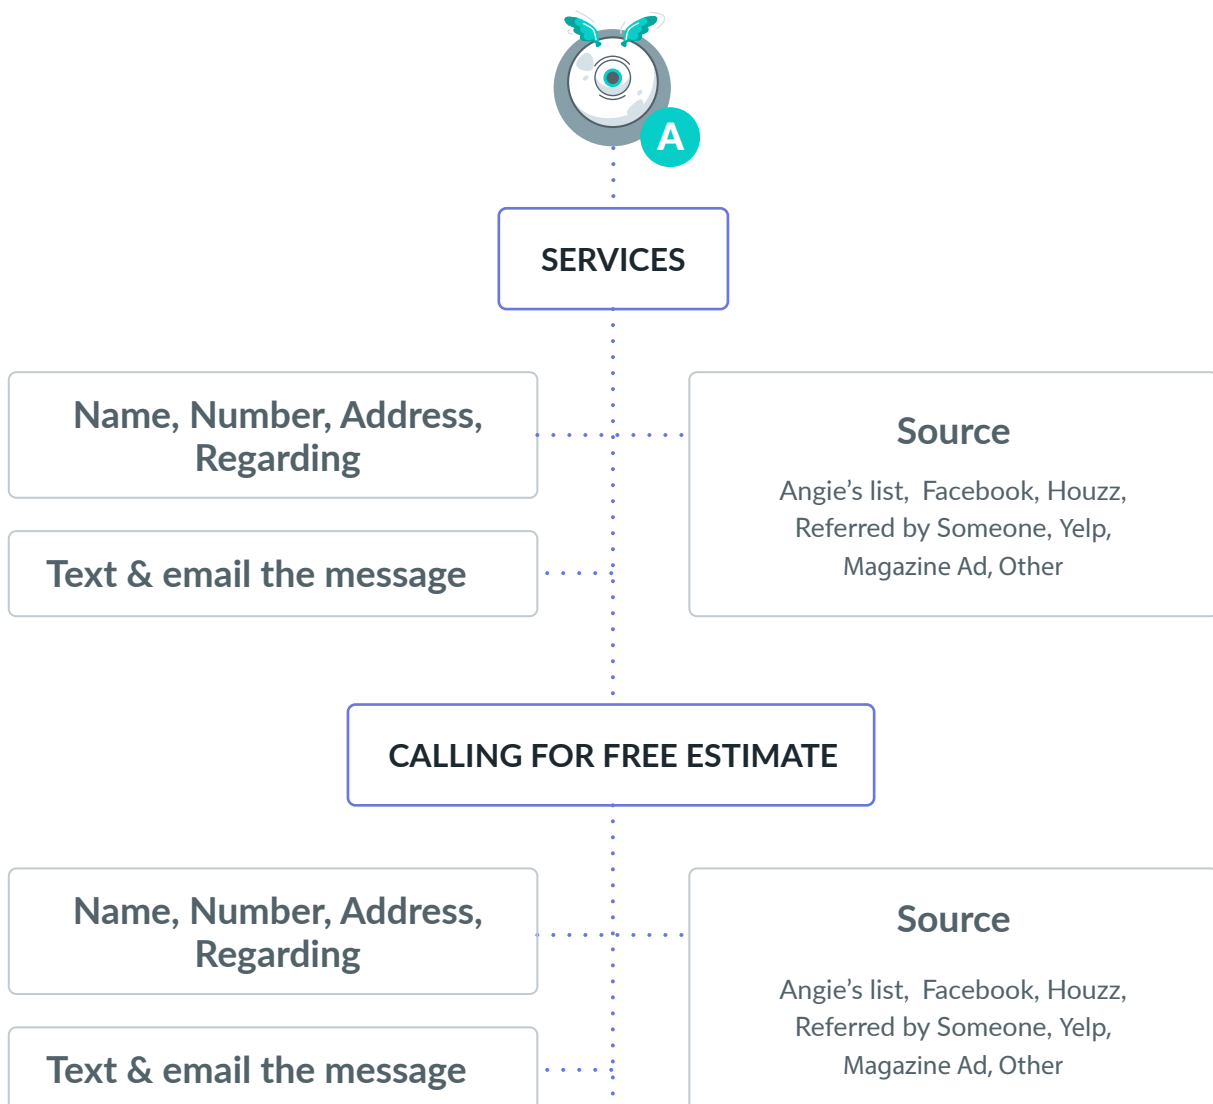 A
SERVICES
Name, Number, Address,
Regarding
Text & email the message
Source
Angie’s list, Facebook, Houzz,
Referred by Someone, Yelp,
Magazine Ad, Other
CALLING FOR FREE ESTIMATE
Name, Number, Address,
Regarding
Text & email the message
Source
Angie’s list, Facebook, Houzz,
Referred by Someone, Yelp,
Magazine Ad, Other